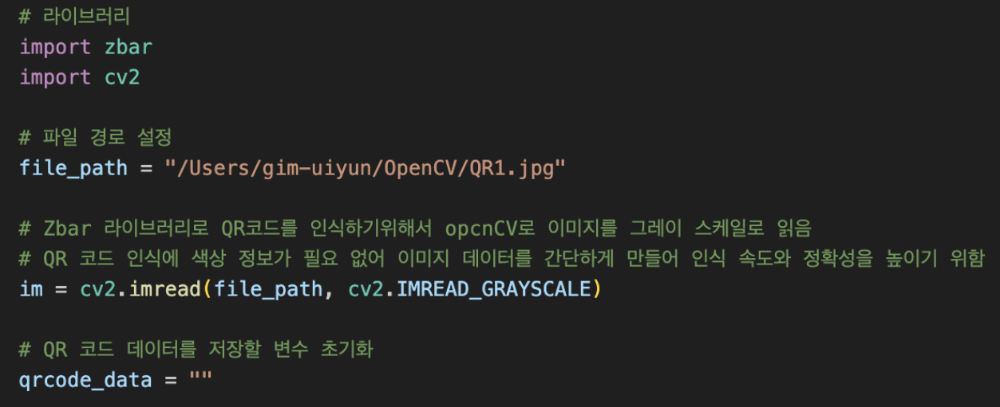 # 라이브러리
import zbar
import cv2
# 파일 경로 설정
file_path = "/Users/gim-uiyun/OpenCV/QR1.jpg"
# Zbar 라이브러리로 QR코드를 인식하기위해서 opcnCV로 이미지를 그레이 스케일로 읽음
# QR 코드 인식에 색상 정보가 필요 없어 이미지 데이터를 간단하게 만들어 인식 속도와 정확성을 높이기 위함
im = cv2.imread(file_path, cv2.IMREAD_GRAYSCALE)
# QR 코드 데이터를 저장할 변수 초기화
qrcode_data = ""